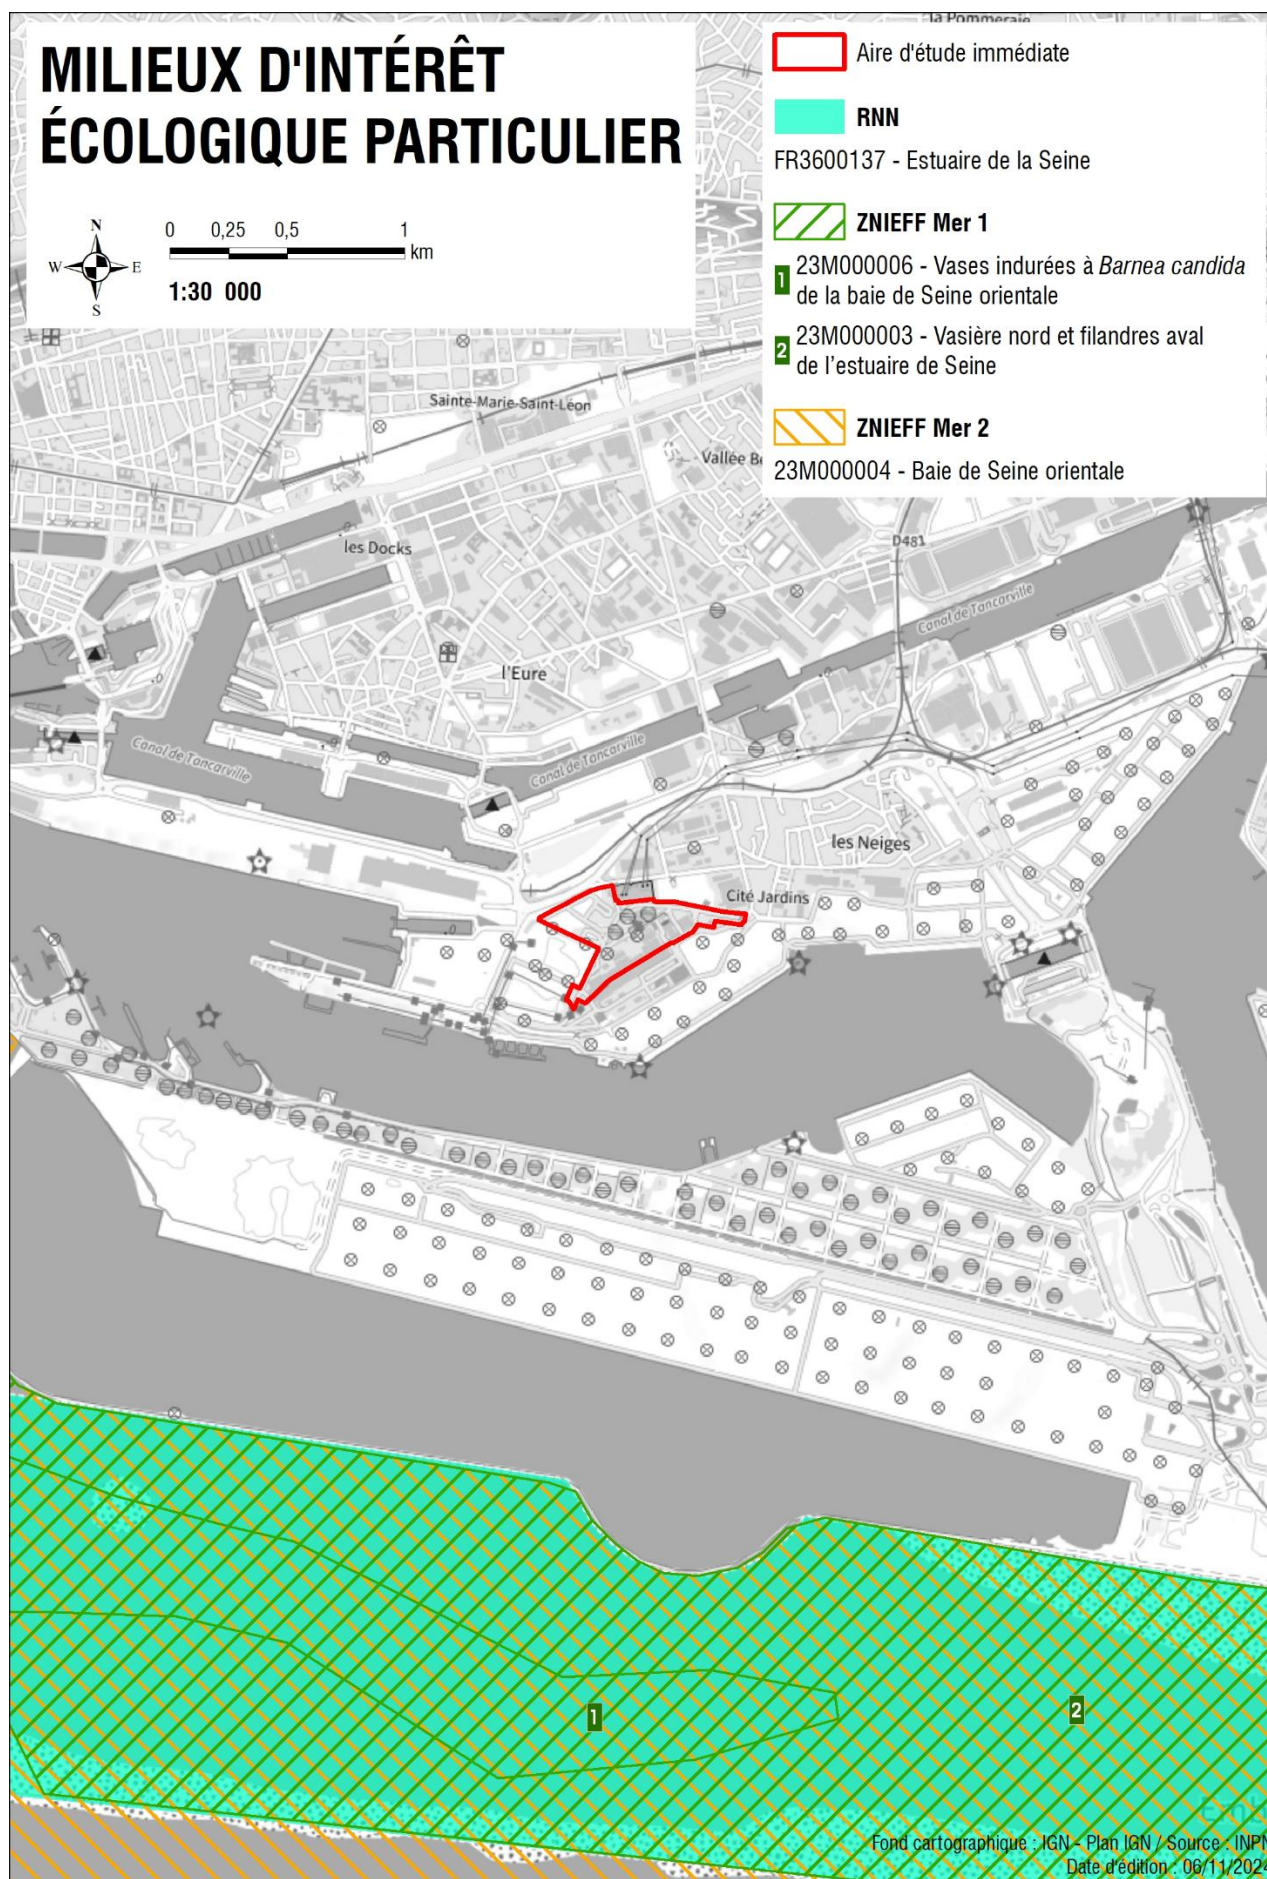 la Pommeraie
MILIEUX D'INTÉRÊT
ÉCOLOGIQUE PARTICULIER
N
W E
S
0 0,25 0,5 1
km
1:30 000
Aire d'étude immédiate
RNN
FR3600137 - Estuaire de la Seine
ZNIEFF Mer 1
1 23M000006 - Vases indurées à Barnea candida
de la baie de Seine orientale
2 23M000003 - Vasière nord et filandres aval
de l'estuaire de Seine
ZNIEFF Mer 2
23M000004 - Baie de Seine orientale
Sainte-Marie-Saint-Léon
Vallée Bé
D481
les Docks
Canal de Tancarville
l'Eure
Canal de Tancarville
Canal de Tancarville
les Neiges
Cité Jardins
1
2
Fond cartographique : IGN - Plan IGN / Source : INPN
Date d'édition : 06/11/2024